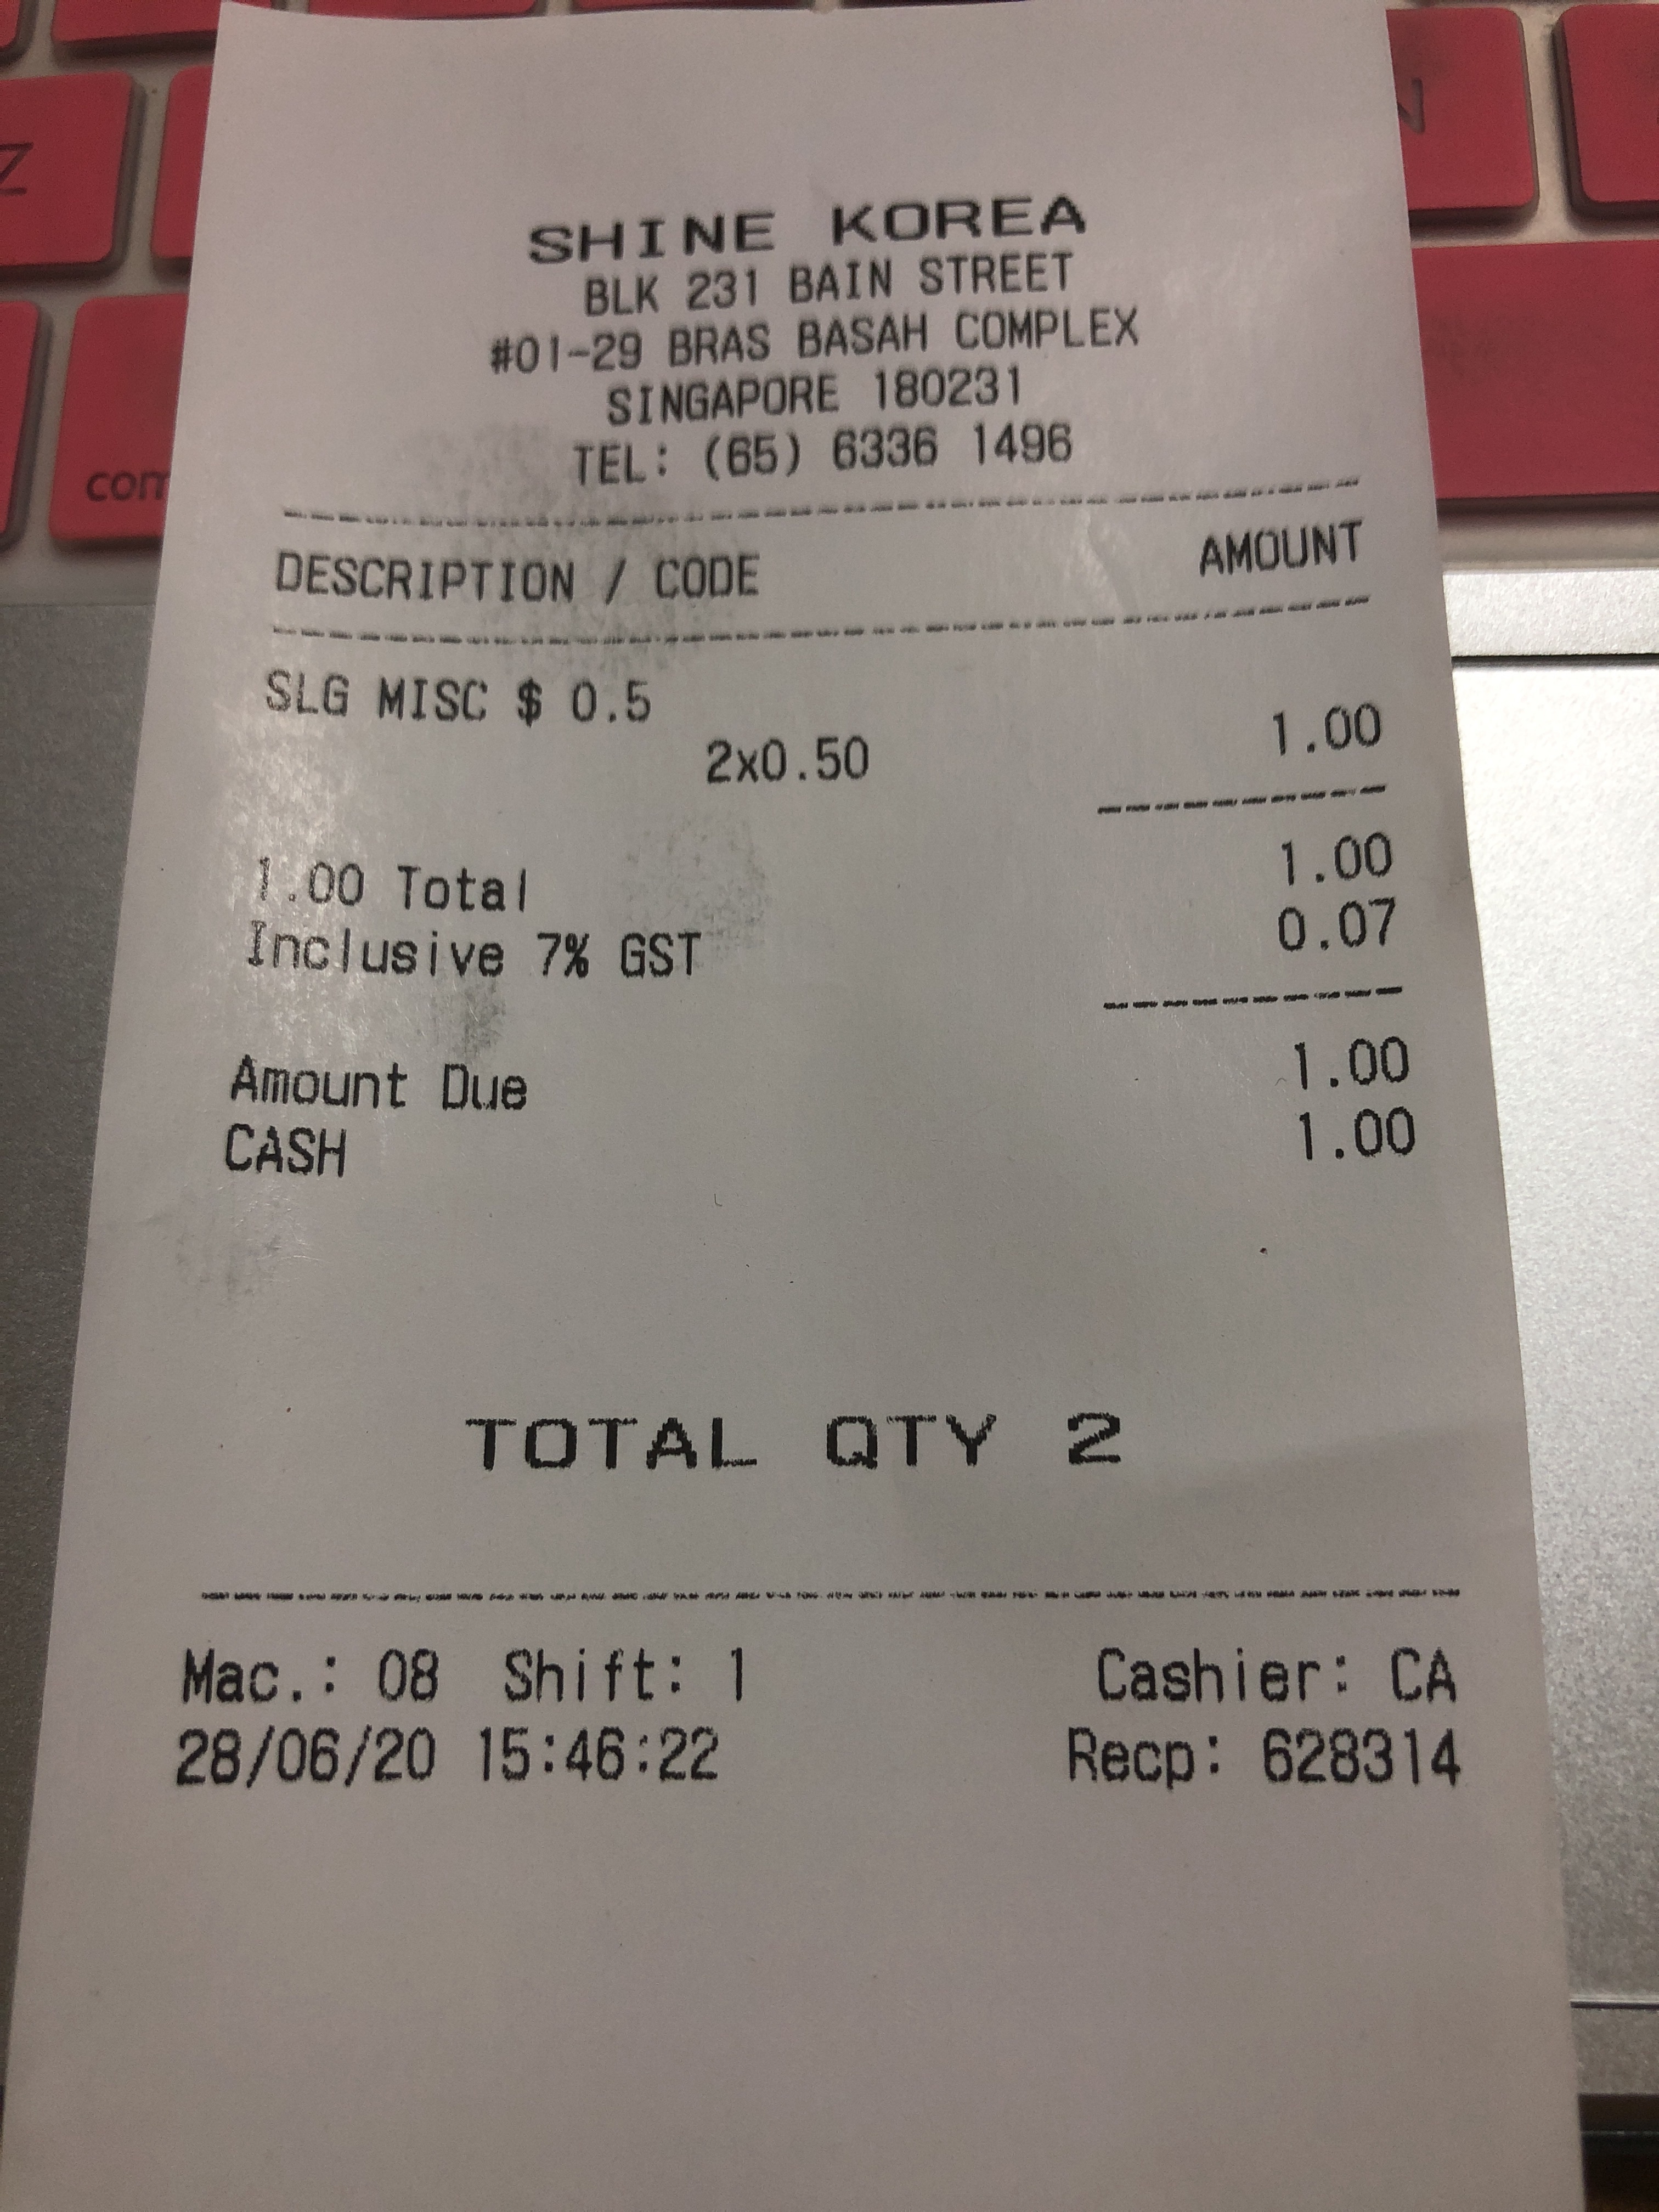 Z
N
com
SHINE KOREA
BLK 231 BAIN STREET
#01-29 BRAS BASAH COMPLEX
SINGAPORE 180231
TEL: (65) 6336 1496
DESCRIPTION / CODE AMOUNT
SLG MISC $ 0.5
2x0.50 1.00
1.00 Total 1.00
Inclusive 7% GST 0.07
Amount Due 1.00
CASH 1.00
TOTAL QTY 2
Mac.: 08 Shift: 1 Cashier: CA
28/06/20 15:46:22 Recp: 628314